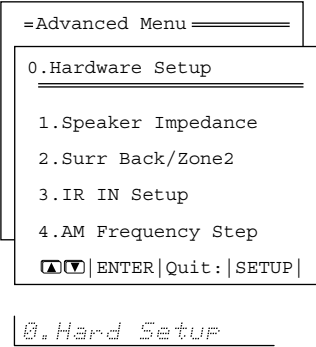 =Advanced Menu
0.Hardware Setup
1.Speaker Impedance
2.Surr Back/Zone2
3.IR IN Setup
4.AM Frequency Step
▲▼|ENTER|Quit:|SETUP|
0.Hard Setup